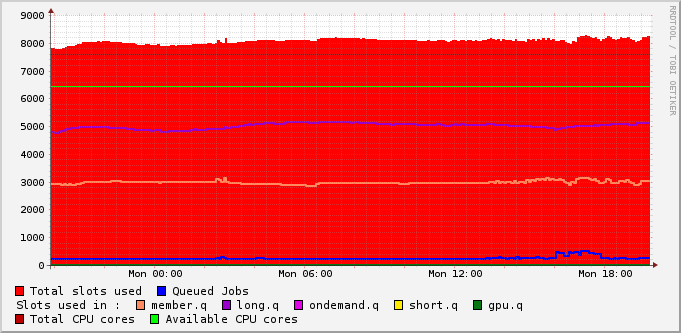 9000
8000
7000
6000
5000
4000
3000
2000
1000
0
Mon 00:00 Mon 06:00 Mon 12:00 Mon 18:00
RRDTOOL / TOBI OETIKER
Total slots used Queued Jobs
Slots used in : member.q long.q ondemand.q short.q gpu.q
Total CPU cores Available CPU cores